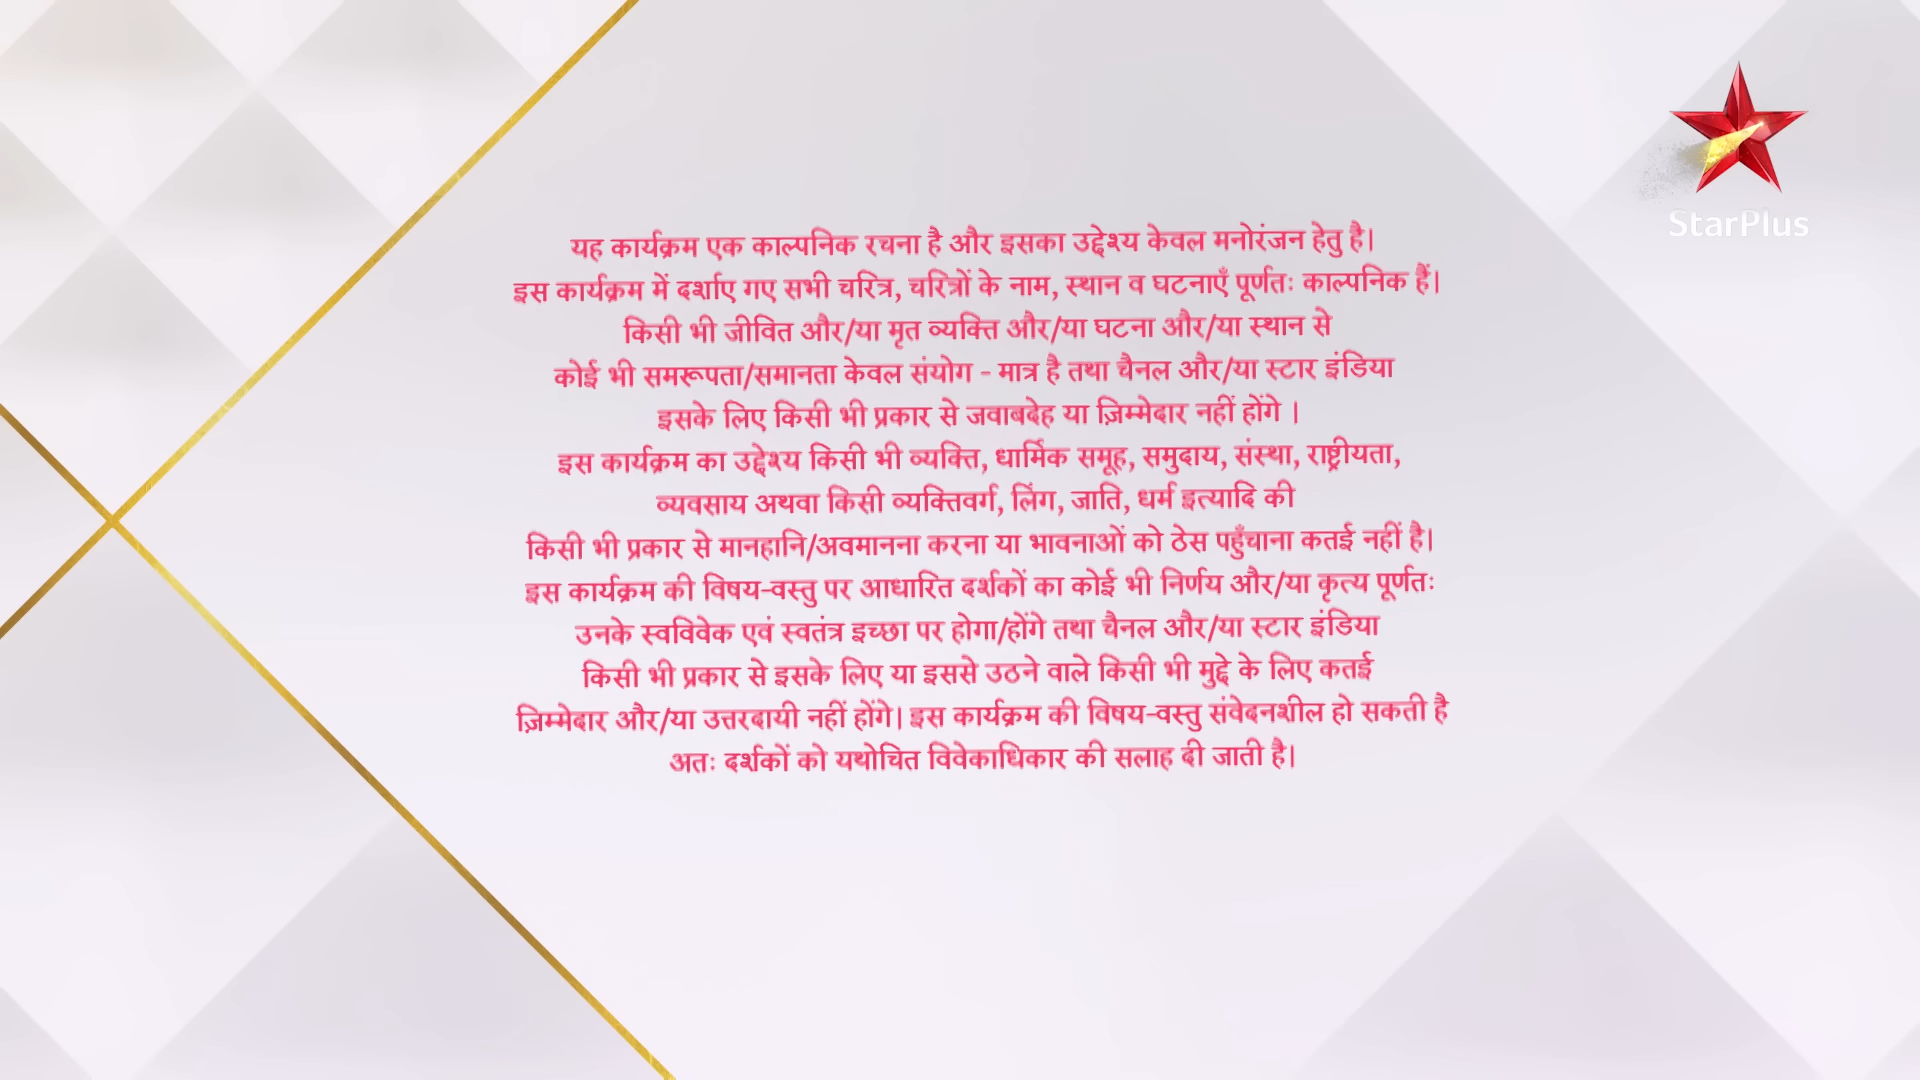 StarPlus
यह कार्यक्रम एक काल्पनिक रचना है और इसका उद्देश्य केवल मनोरंजन हेतु है।
इस कार्यक्रम में दर्शाए गए सभी चरित्र, चरित्रों के नाम, स्थान व घटनाएँ पूर्णतः काल्पनिक हैं।
किसी भी जीवित और/या मृत व्यक्ति और/या घटना और/या स्थान से
कोई भी समरूपता/समानता केवल संयोग - मात्र है तथा चैनल और/या स्टार इंडिया
इसके लिए किसी भी प्रकार से जवाबदेह या ज़िम्मेदार नहीं होंगे ।
इस कार्यक्रम का उद्देश्य किसी भी व्यक्ति, धार्मिक समूह, समुदाय, संस्था, राष्ट्रीयता,
व्यवसाय अथवा किसी व्यक्तिवर्ग, लिंग, जाति, धर्म इत्यादि की
किसी भी प्रकार से मानहानि/अवमानना करना या भावनाओं को ठेस पहुँचाना कतई नहीं है।
इस कार्यक्रम की विषय-वस्तु पर आधारित दर्शकों का कोई भी निर्णय और/या कृत्य पूर्णतः
उनके स्वविवेक एवं स्वतंत्र इच्छा पर होगा/होंगे तथा चैनल और/या स्टार इंडिया
किसी भी प्रकार से इसके लिए या इससे उठने वाले किसी भी मुद्दे के लिए कतई
ज़िम्मेदार और/या उत्तरदायी नहीं होंगे। इस कार्यक्रम की विषय-वस्तु संवेदनशील हो सकती है
अतः दर्शकों को यथोचित विवेकाधिकार की सलाह दी जाती है।